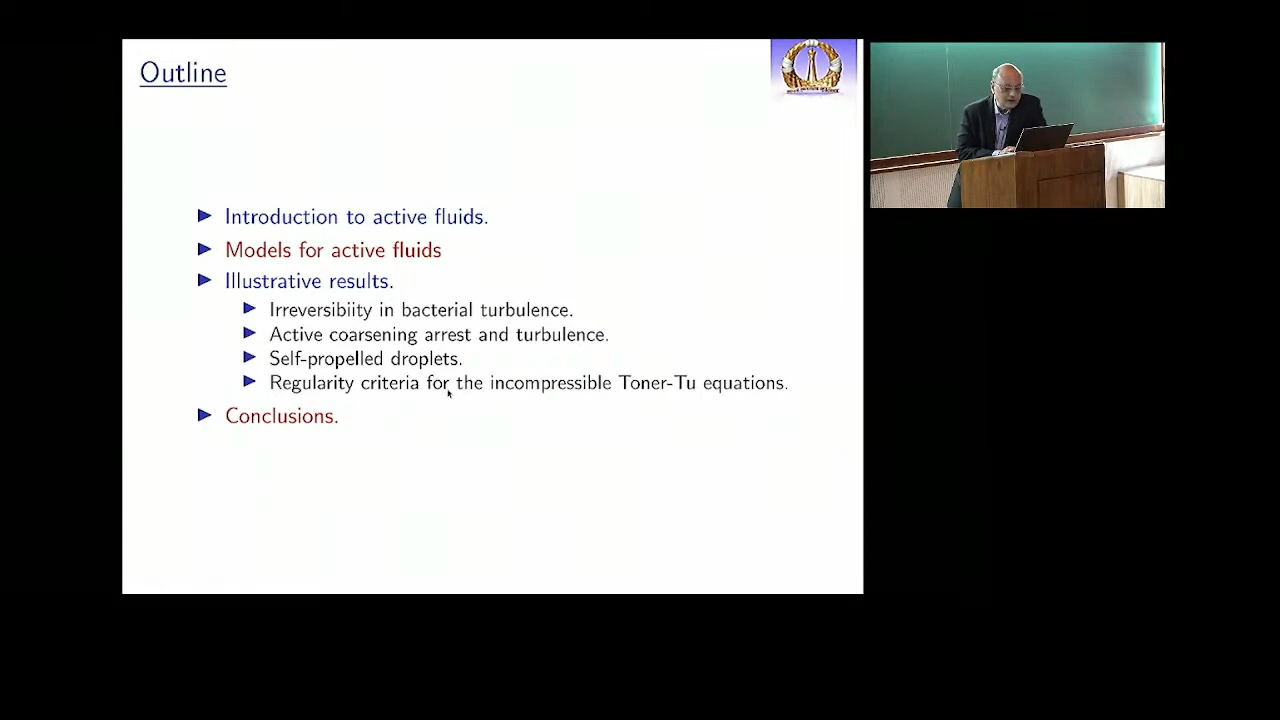 Outline
Introduction to active fluids.
Models for active fluids
Illustrative results.
Irreversibiity in bacterial turbulence.
Active coarsening arrest and turbulence.
Self-propelled droplets.
Regularity criteria for the incompressible Toner-Tu equations.
Conclusions.